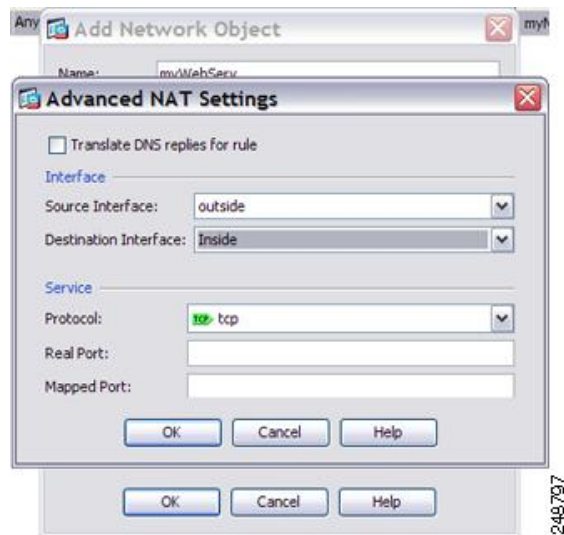 Any
myN
Add Network Object
Name: myWebServ
Advanced NAT Settings
Translate DNS replies for rule
Interface
Source Interface: outside
Destination Interface: Inside
Service
Protocol: TCP tcp
Real Port:
Mapped Port:
OK Cancel Help
OK Cancel Help
248797